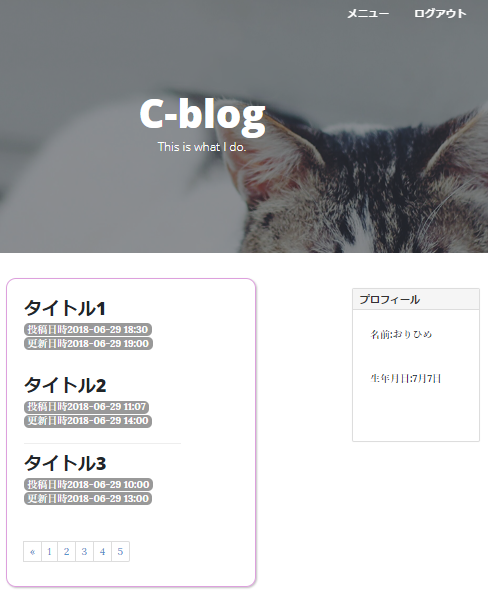 メニュー ログアウト
C-blog
This is what I do.
タイトル1
投稿日時2018-06-29 18:30
更新日時2018-06-29 19:00
タイトル2
投稿日時2018-06-29 11:07
更新日時2018-06-29 14:00
タイトル3
投稿日時2018-06-29 10:00
更新日時2018-06-29 13:00
« 1 2 3 4 5
プロフィール
名前:おりひめ
生年月日:7月7日